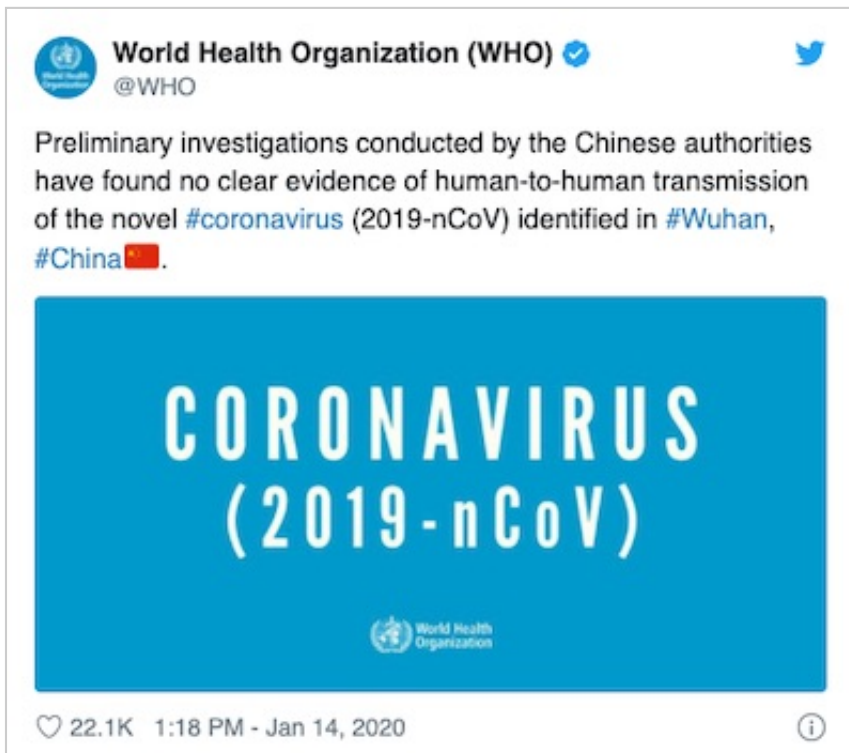 World Health Organization (WHO)
@WHO
Preliminary investigations conducted by the Chinese authorities
have found no clear evidence of human-to-human transmission
of the novel #coronavirus (2019-nCoV) identified in #Wuhan,
#China🇨🇳.
CORONAVIRUS
(2019-nCoV)
World Health
Organization
22.1K 1:18 PM - Jan 14, 2020